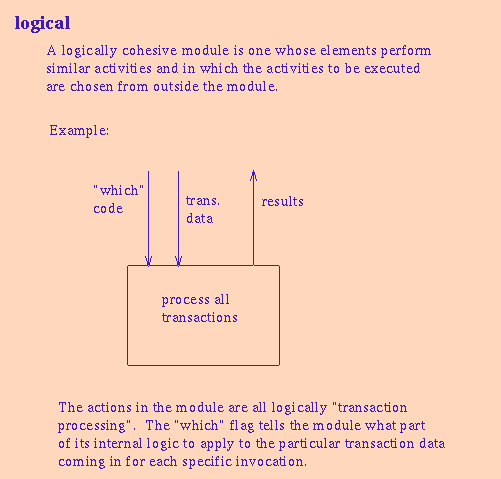 logical
A logically cohesive module is one whose elements perform
similar activities and in which the activities to be executed
are chosen from outside the module.
Example:
"which"
code
trans.
data
results
process all
transactions
The actions in the module are all logically "transaction
processing".  The "which" flag tells the module what part
of its internal logic to apply to the particular transaction data
coming in for each specific invocation.